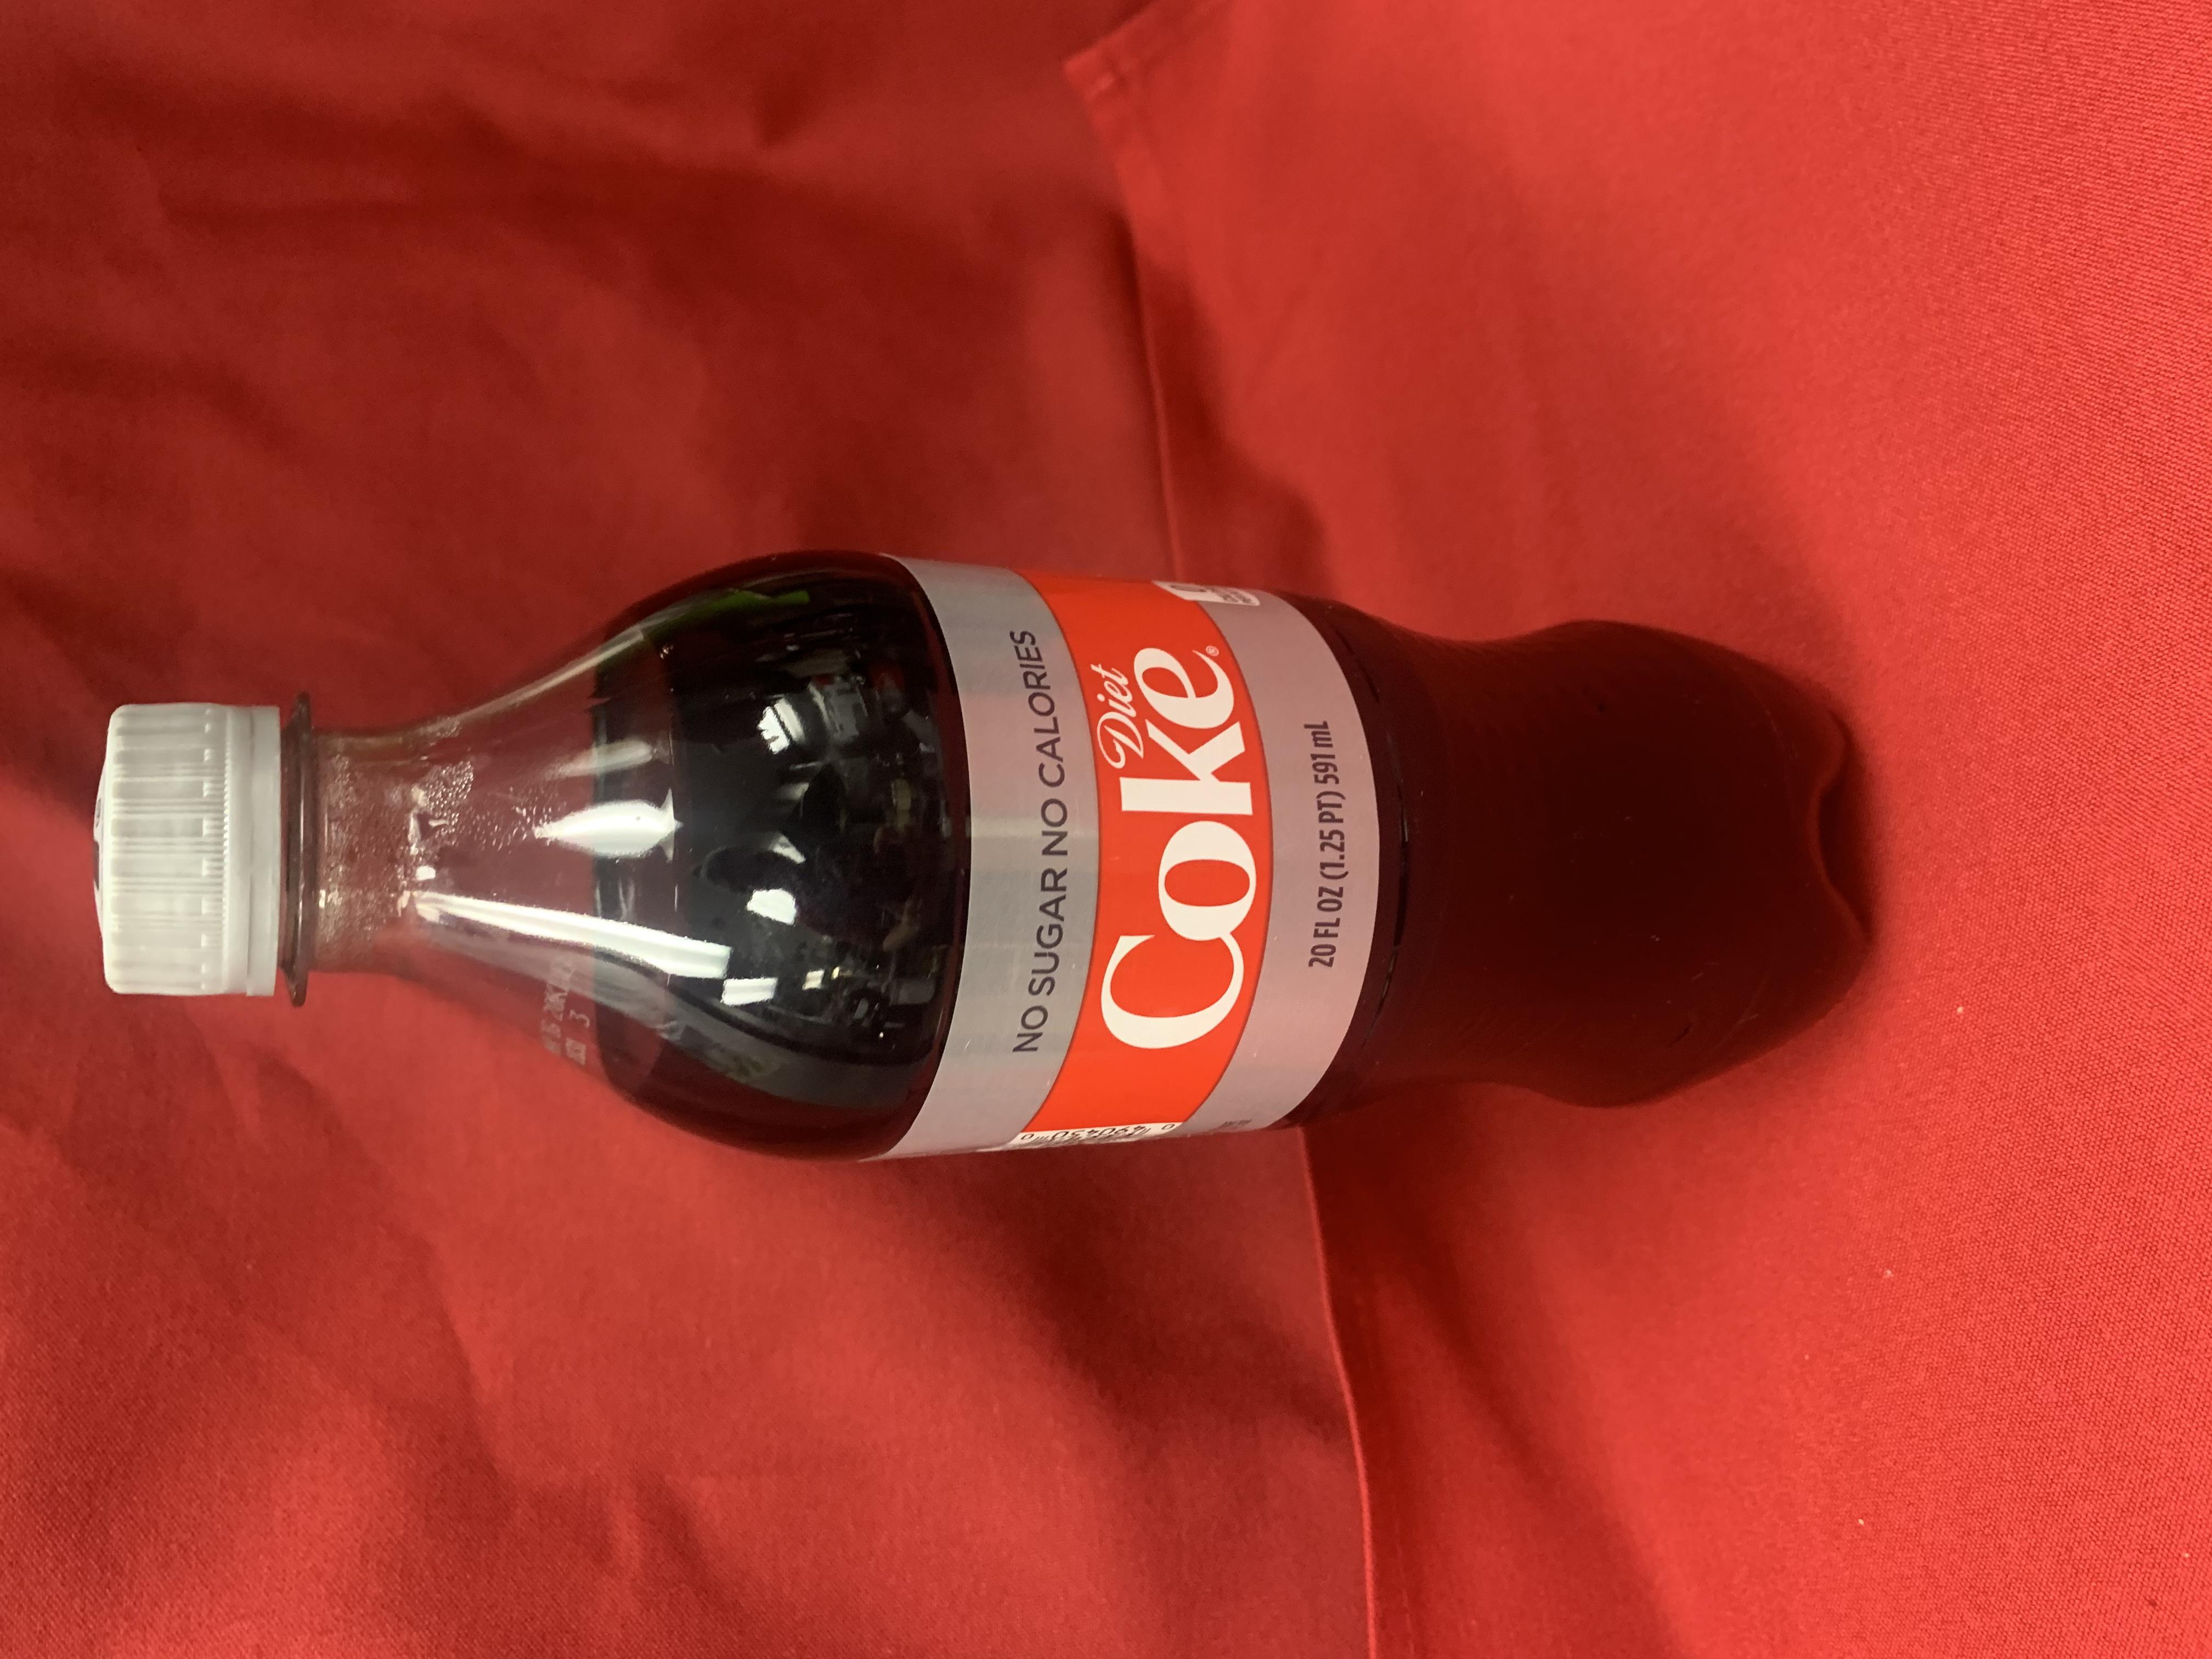 NO SUGAR NO CALORIES
Diet
Coke®
20 FL OZ (1.25 PT) 591 mL